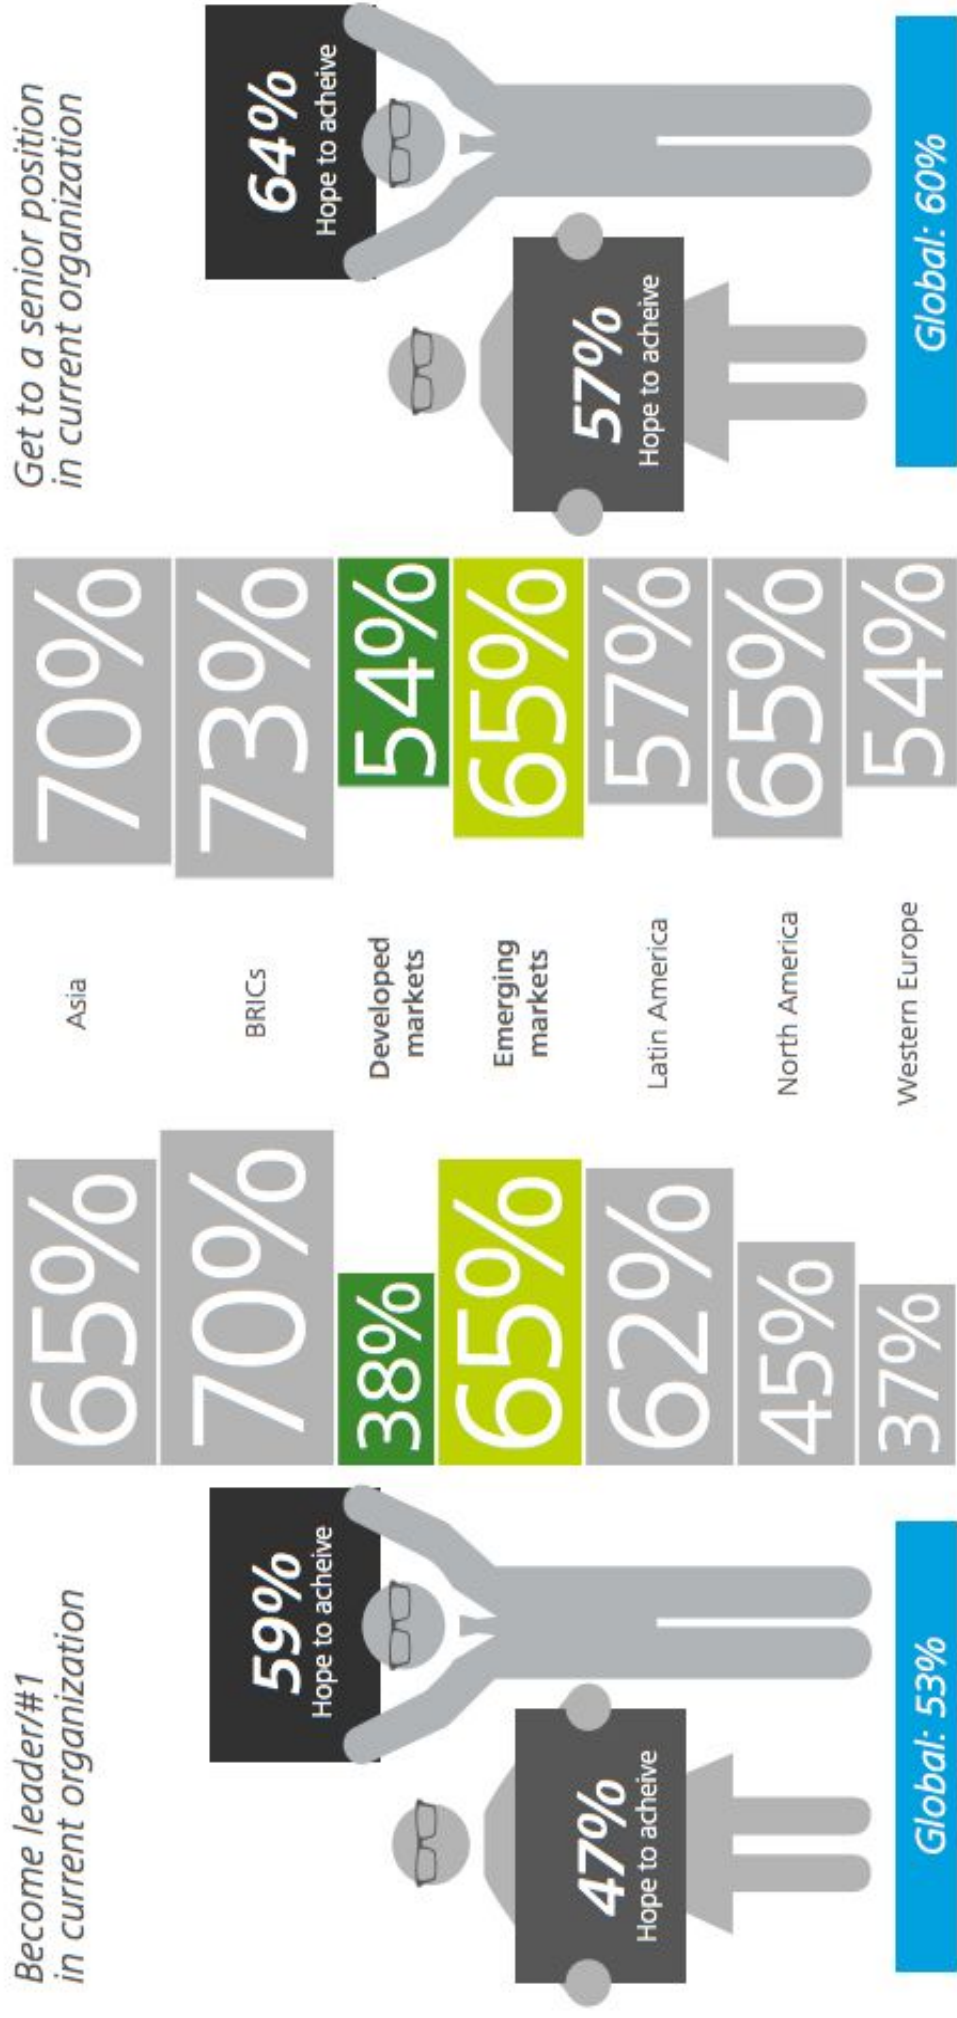 Become leader/#1
in current organization
59%
Hope to acheive
47%
Hope to acheive
Global: 53%
65%
70%
38%
65%
62%
45%
37%
Asia
BRICs
Developed
markets
Emerging
markets
Latin America
North America
Western Europe
70%
73%
54%
65%
57%
65%
54%
Get to a senior position
in current organization
64%
Hope to acheive
57%
Hope to acheive
Global: 60%